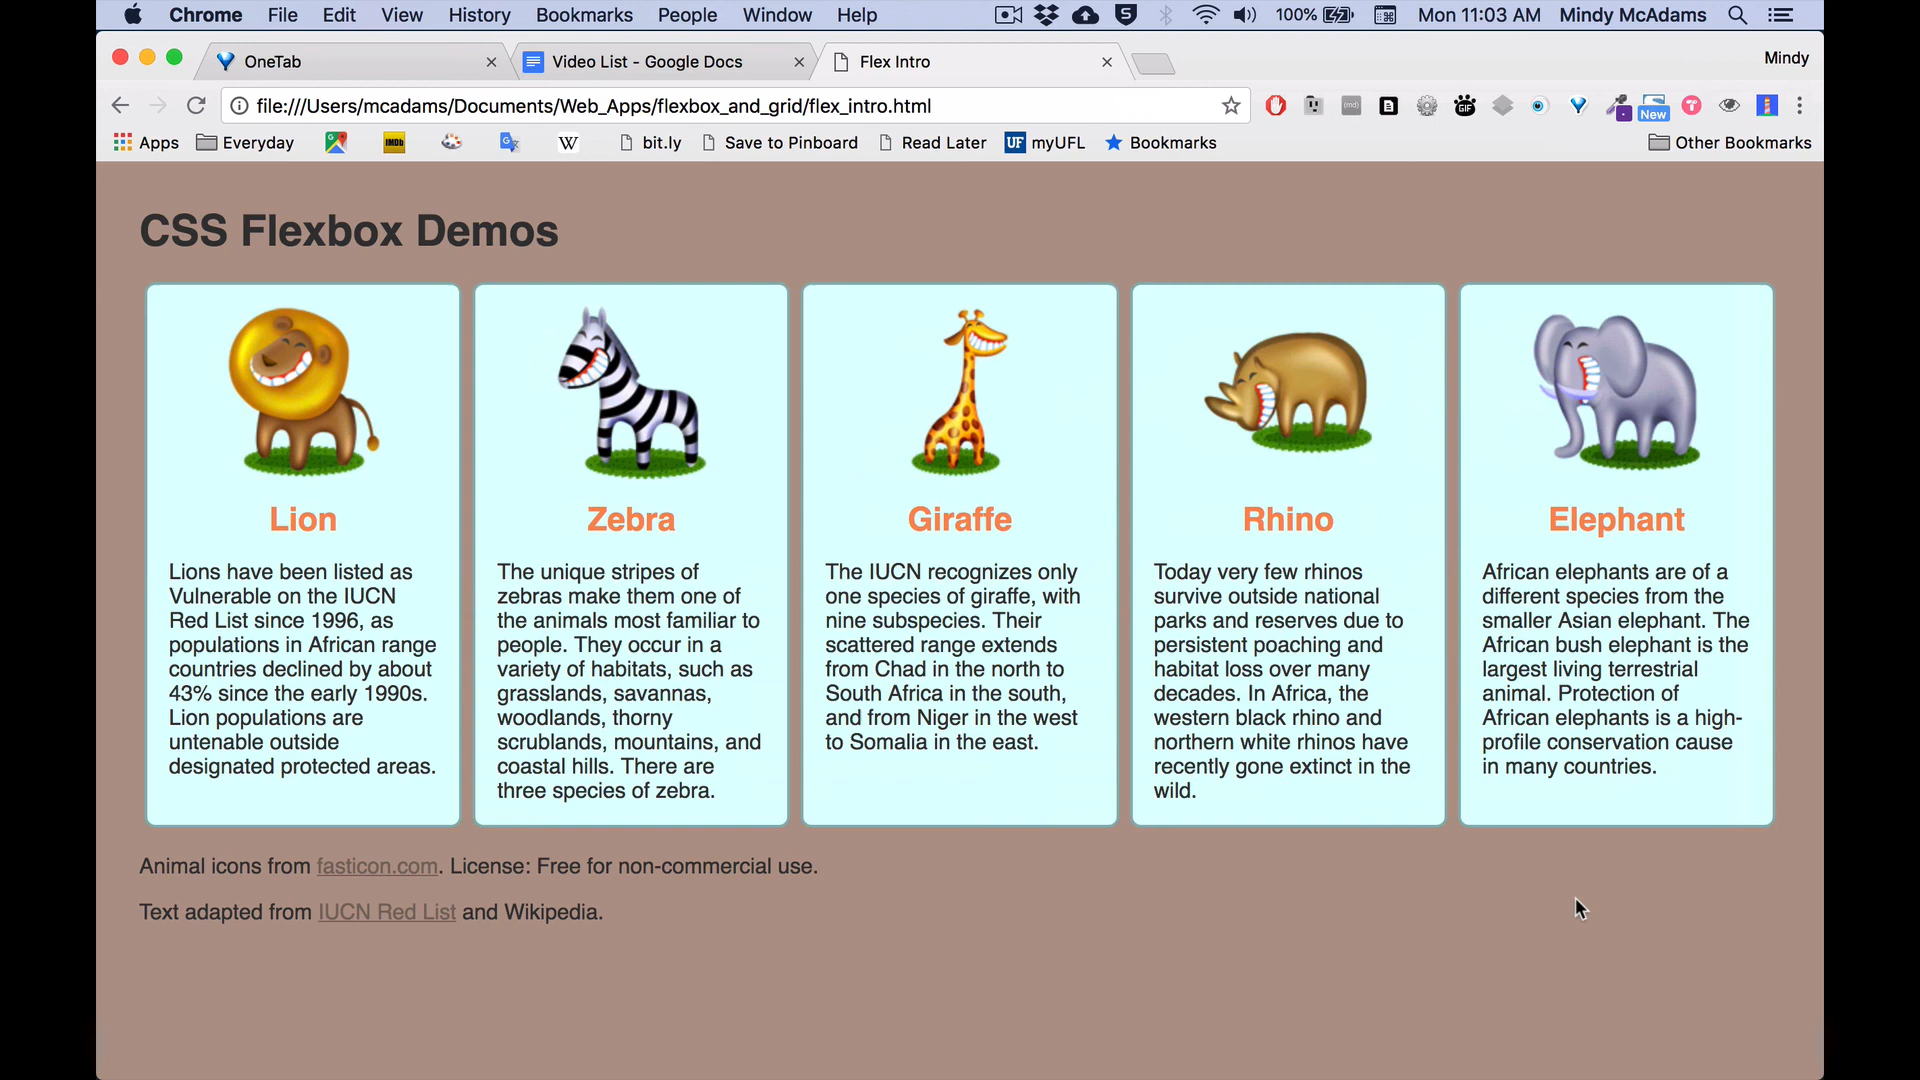 Chrome File Edit View History Bookmarks People Window Help 100% Mon 11:03 AM Mindy McAdams
OneTab Video List - Google Docs Flex Intro Mindy
file:///Users/mcadams/Documents/Web_Apps/flexbox_and_grid/flex_intro.html GIF New
Apps Everyday IMDb W bit.ly Save to Pinboard Read Later UF myUFL Bookmarks Other Bookmarks
CSS Flexbox Demos
Lion
Lions have been listed as
Vulnerable on the IUCN
Red List since 1996, as
populations in African range
countries declined by about
43% since the early 1990s.
Lion populations are
untenable outside
designated protected areas.
Zebra
The unique stripes of
zebras make them one of
the animals most familiar to
people. They occur in a
variety of habitats, such as
grasslands, savannas,
woodlands, thorny
scrublands, mountains, and
coastal hills. There are
three species of zebra.
Giraffe
The IUCN recognizes only
one species of giraffe, with
nine subspecies. Their
scattered range extends
from Chad in the north to
South Africa in the south,
and from Niger in the west
to Somalia in the east.
Rhino
Today very few rhinos
survive outside national
parks and reserves due to
persistent poaching and
habitat loss over many
decades. In Africa, the
western black rhino and
northern white rhinos have
recently gone extinct in the
wild.
Elephant
African elephants are of a
different species from the
smaller Asian elephant. The
African bush elephant is the
largest living terrestrial
animal. Protection of
African elephants is a high-
profile conservation cause
in many countries.
Animal icons from fasticon.com. License: Free for non-commercial use.
Text adapted from IUCN Red List and Wikipedia.